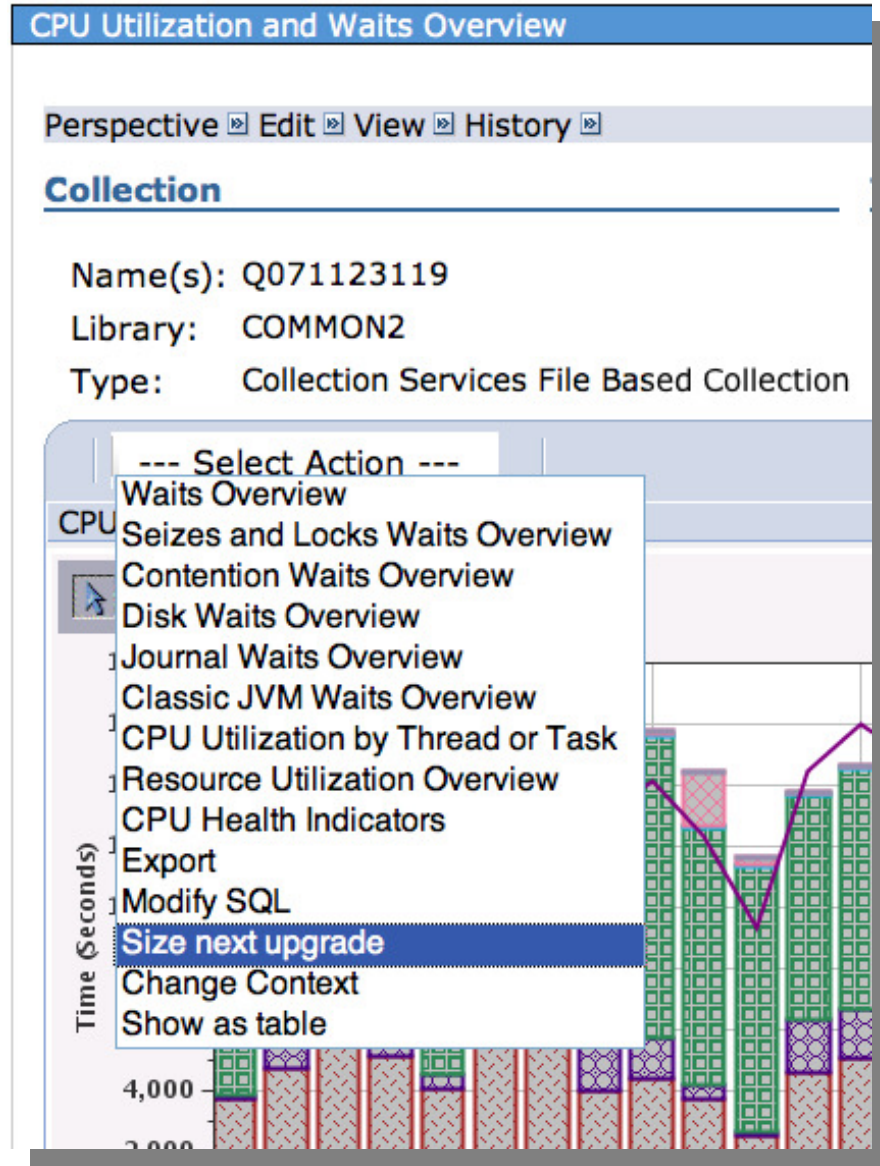 CPU Utilization and Waits Overview
Perspective Edit View History
Collection
Name(s): Q071123119
Library: COMMON2
Type: Collection Services File Based Collection
--- Select Action ---
CPU
Waits Overview
Seizes and Locks Waits Overview
Contention Waits Overview
Disk Waits Overview
Journal Waits Overview
Classic JVM Waits Overview
CPU Utilization by Thread or Task
Resource Utilization Overview
CPU Health Indicators
Export
Modify SQL
Size next upgrade
Change Context
Show as table
Time (Seconds)
4,000